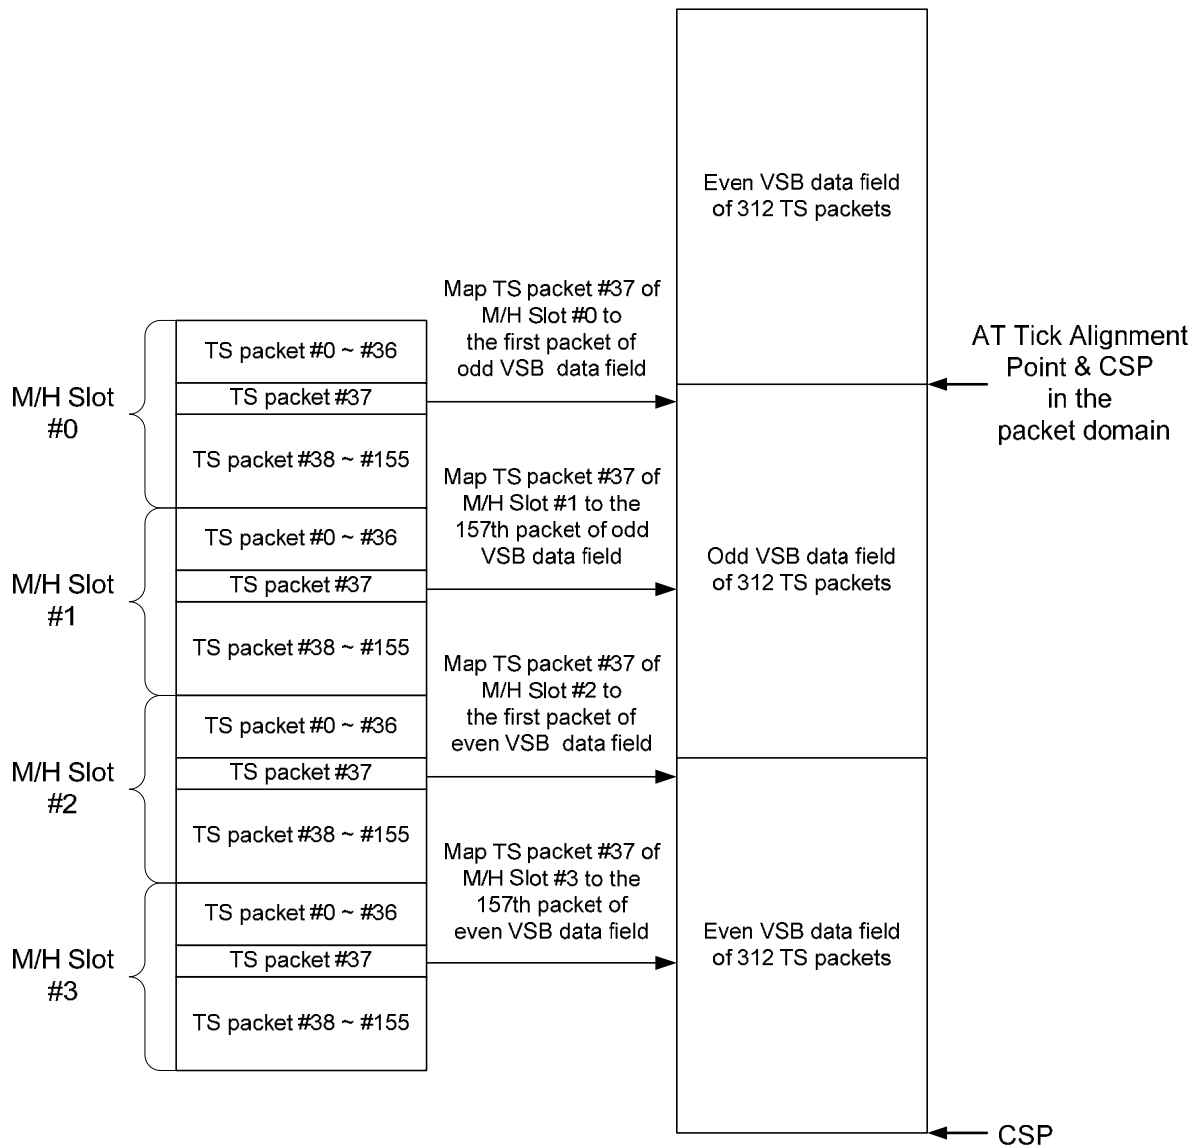 Even VSB data field
of 312 TS packets
Map TS packet #37 of
M/H Slot #0 to
the first packet of
odd VSB data field
AT Tick Alignment
Point & CSP
in the
packet domain
M/H Slot
#0
TS packet #0 ~ #36
TS packet #37
TS packet #38 ~ #155
Map TS packet #37 of
M/H Slot #1 to the
157th packet of odd
VSB data field
M/H Slot
#1
TS packet #0 ~ #36
TS packet #37
TS packet #38 ~ #155
Odd VSB data field
of 312 TS packets
Map TS packet #37 of
M/H Slot #2 to
the first packet of
even VSB data field
M/H Slot
#2
TS packet #0 ~ #36
TS packet #37
TS packet #38 ~ #155
Map TS packet #37 of
M/H Slot #3 to the
157th packet of
even VSB data field
M/H Slot
#3
TS packet #0 ~ #36
TS packet #37
TS packet #38 ~ #155
Even VSB data field
of 312 TS packets
CSP